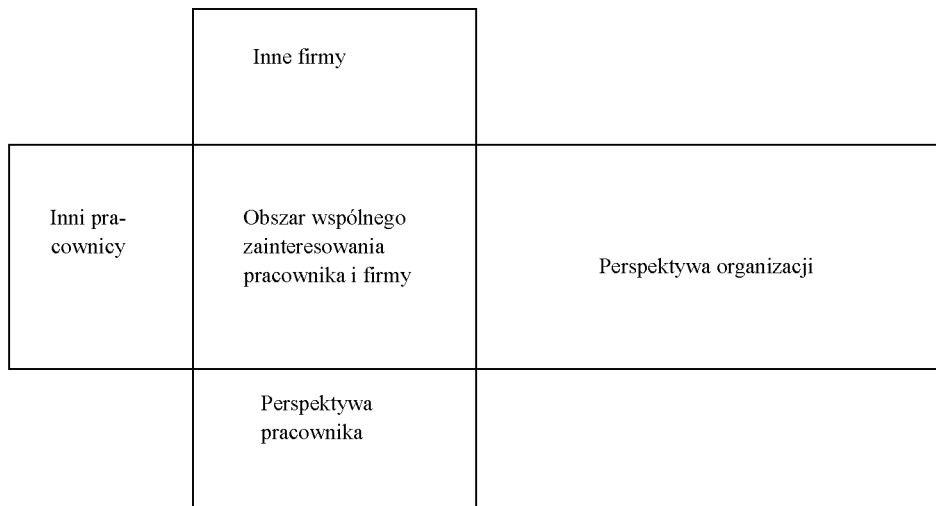 Inne firmy
Inni pra-
cownicy
Obszar wspólnego
zainteresowania
pracownika i firmy
Perspektywa organizacji
Perspektywa
pracownika